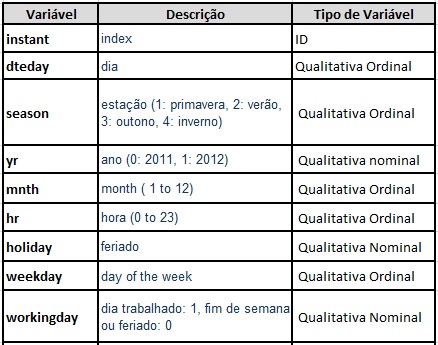 Variável Descrição Tipo de Variável
instant index ID
dteday dia Qualitativa Ordinal
season estação (1: primavera, 2: verão, 3: outono, 4: inverno) Qualitativa Ordinal
yr ano (0: 2011, 1: 2012) Qualitativa nominal
mnth month ( 1 to 12) Qualitativa Ordinal
hr hora (0 to 23) Qualitativa Ordinal
holiday feriado Qualitativa Nominal
weekday day of the week Qualitativa Ordinal
workingday dia trabalhado: 1, fim de semana ou feriado: 0 Qualitativa Nominal